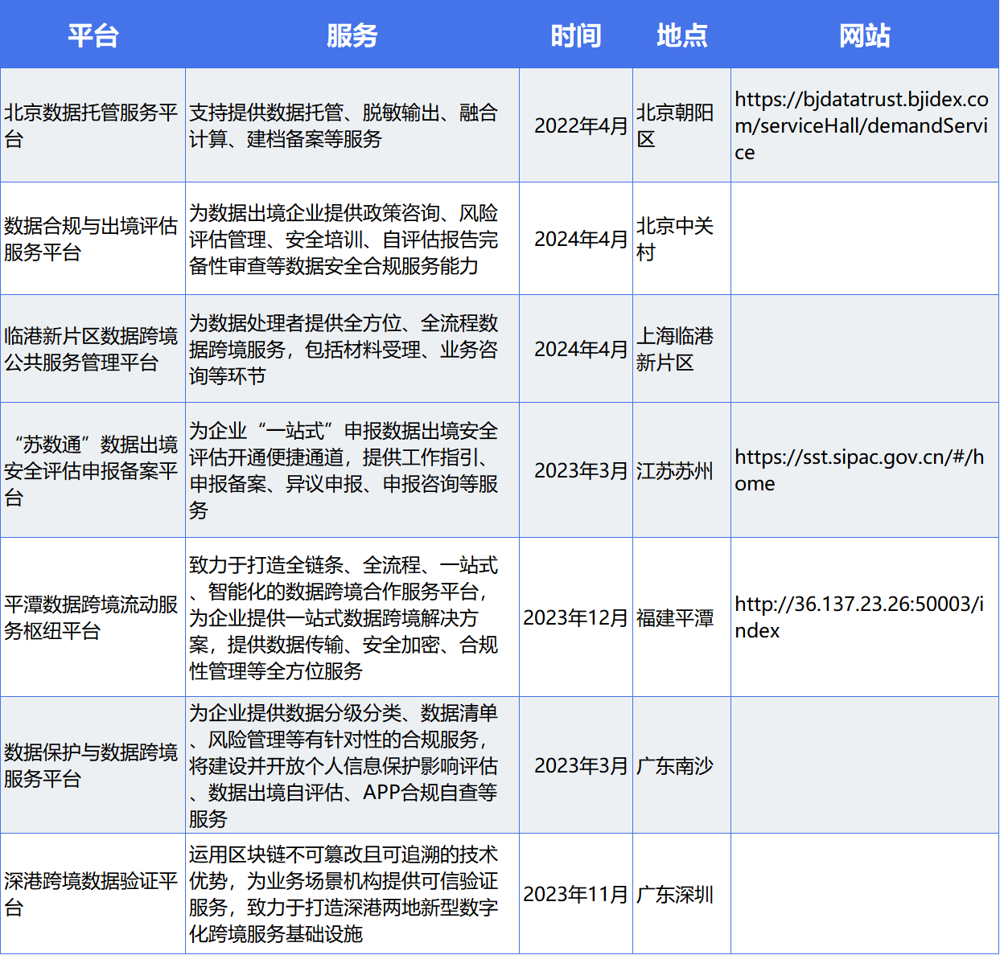 平台 服务 时间 地点 网站
北京数据托管服务平
台
支持提供数据托管、脱敏输出、融合
计算、建档备案等服务
2022年4月
北京朝阳
区
https://bjdatatrust.bjidex.co
m/serviceHall/demandServi
ce
数据合规与出境评估
服务平台
为数据出境企业提供政策咨询、风险
评估管理、安全培训、自评估报告完
备性审查等数据安全合规服务能力
2024年4月
北京中关
村
临港新片区数据跨境
公共服务管理平台
为数据处理者提供全方位、全流程数
据跨境服务，包括材料受理、业务咨
询等环节
2024年4月
上海临港
新片区
“苏数通”数据出境
安全评估申报备案平
台
为企业“一站式”申报数据出境安全
评估开通便捷通道，提供工作指引、
申报备案、异议申报、申报咨询等服
务
2023年3月
江苏苏州
https://sst.sipac.gov.cn/#/h
ome
平潭数据跨境流动服
务枢纽平台
致力于打造全链条、全流程、一站式
、智能化的数据跨境合作服务平台，
为企业提供一站式数据跨境解决方
案，提供数据传输、安全加密、合规
性管理等全方位服务
2023年12月
福建平潭
http://36.137.23.26:50003/i
ndex
数据保护与数据跨境
服务平台
为企业提供数据分级分类、数据清单
、风险管理等有针对性的合规服务，
将建设并开放个人信息保护影响评估
、数据出境自评估、APP合规自查等
服务
2023年3月
广东南沙
深港跨境数据验证平
台
运用区块链不可篡改且可追溯的技术
优势，为业务场景机构提供可信验证
服务，致力于打造深港两地新型数字
化跨境服务基础设施
2023年11月
广东深圳